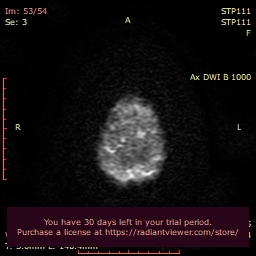 Im: 53/54
STP111
Se: 3
STP111
F
A
Ax DWI B 1000
R
L
You have 30 days left in your trial period.
Purchase a license at https://radiantviewer.com/store/